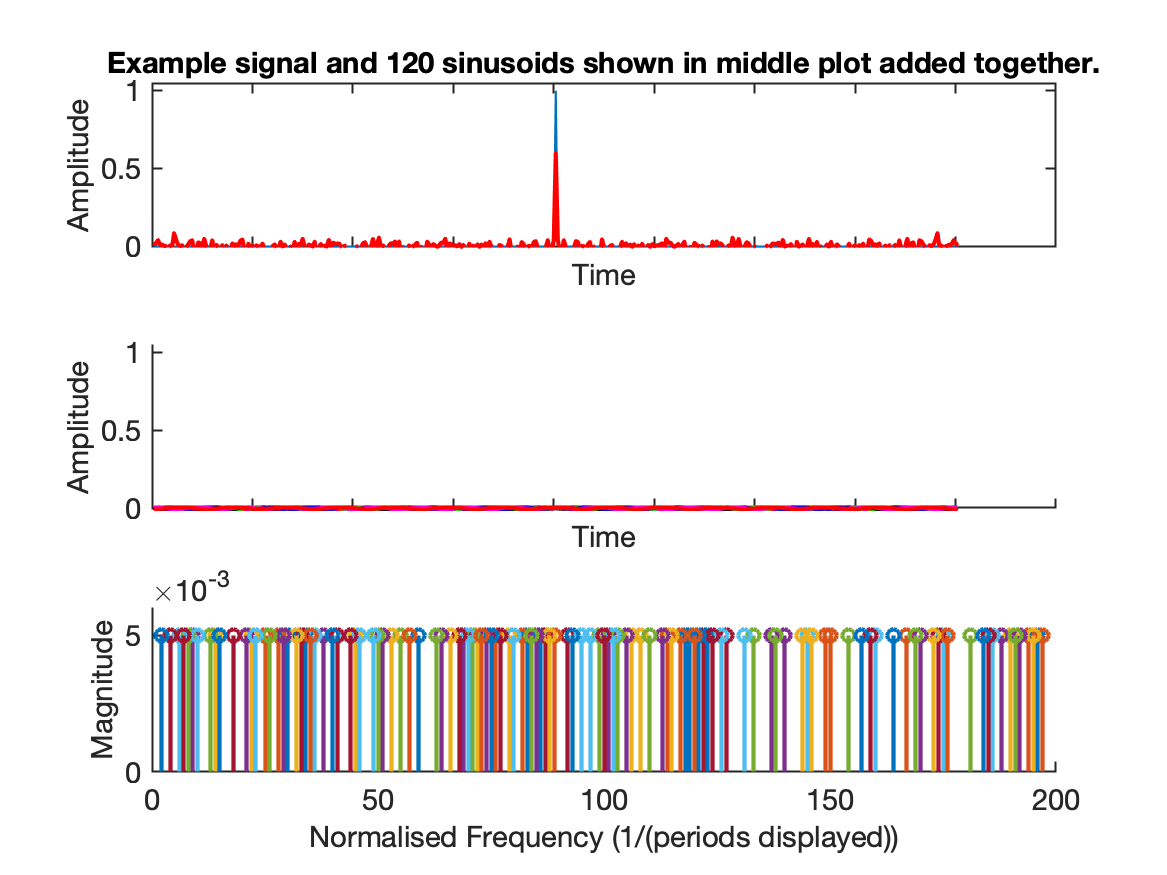 Example signal and 120 sinusoids shown in middle plot added together.
1
0.5
0
Amplitude
Time
1
0.5
0
Amplitude
Time
×10-3
5
0
Magnitude
0 50 100 150 200
Normalised Frequency (1/(periods displayed))